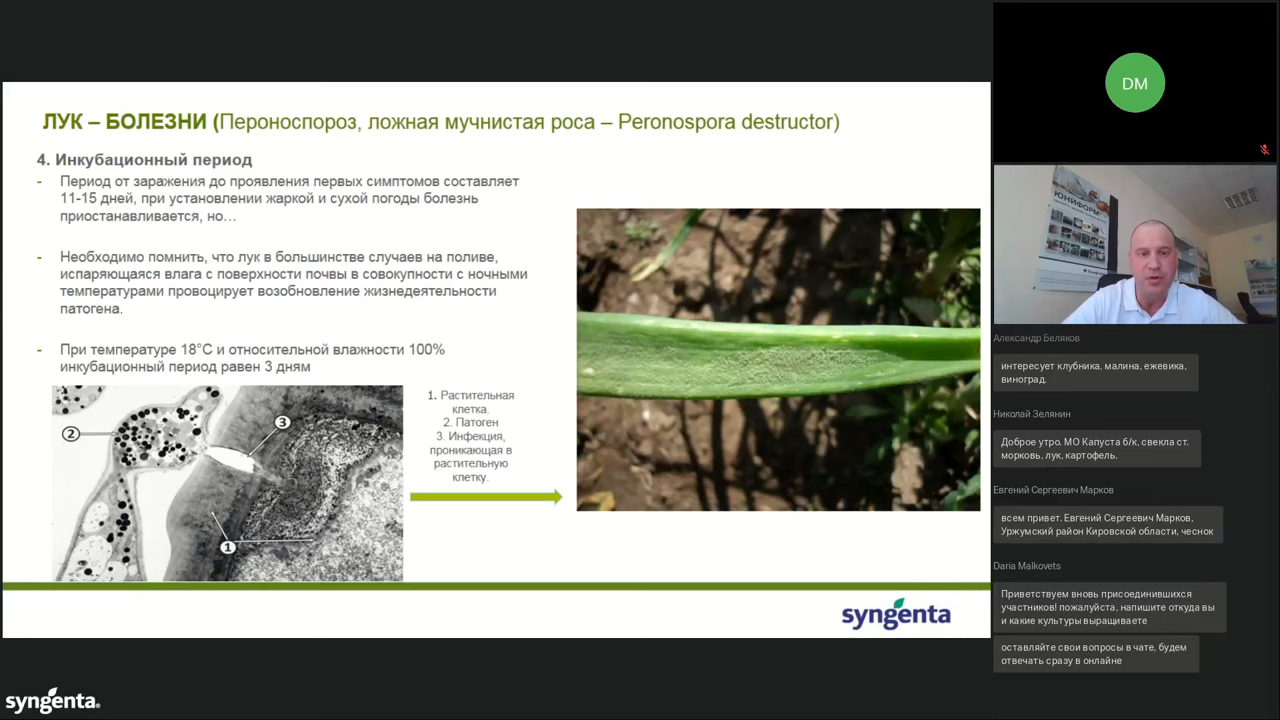 ЛУК – БОЛЕЗНИ (Пероноспороз, ложная мучнистая роса – Peronospora destructor)
4. Инкубационный период
- Период от заражения до проявления первых симптомов составляет
11-15 дней, при установлении жаркой и сухой погоды болезнь
приостанавливается, но…
- Необходимо помнить, что лук в большинстве случаев на поливе,
испаряющаяся влага с поверхности почвы в совокупности с ночными
температурами провоцирует возобновление жизнедеятельности
патогена.
- При температуре 18°С и относительной влажности 100%
инкубационный период равен 3 дням
2
3
1
1. Растительная
клетка.
2. Патоген
3. Инфекция,
проникающая в
растительную
клетку.
syngenta
syngenta.
DM
ЮНИФОРМ
Александр Беляков
интересует клубника, малина, ежевика,
виноград.
Николай Зелянин
Доброе утро. МО Капуста б/к, свекла ст.
морковь, лук, картофель.
Евгений Сергеевич Марков
всем привет. Евгений Сергеевич Марков,
Уржумский район Кировской области, чеснок
Daria Malkovets
Приветствуем вновь присоединившихся
участников! пожалуйста, напишите откуда вы
и какие культуры выращиваете
оставляйте свои вопросы в чате, будем
отвечать сразу в онлайне